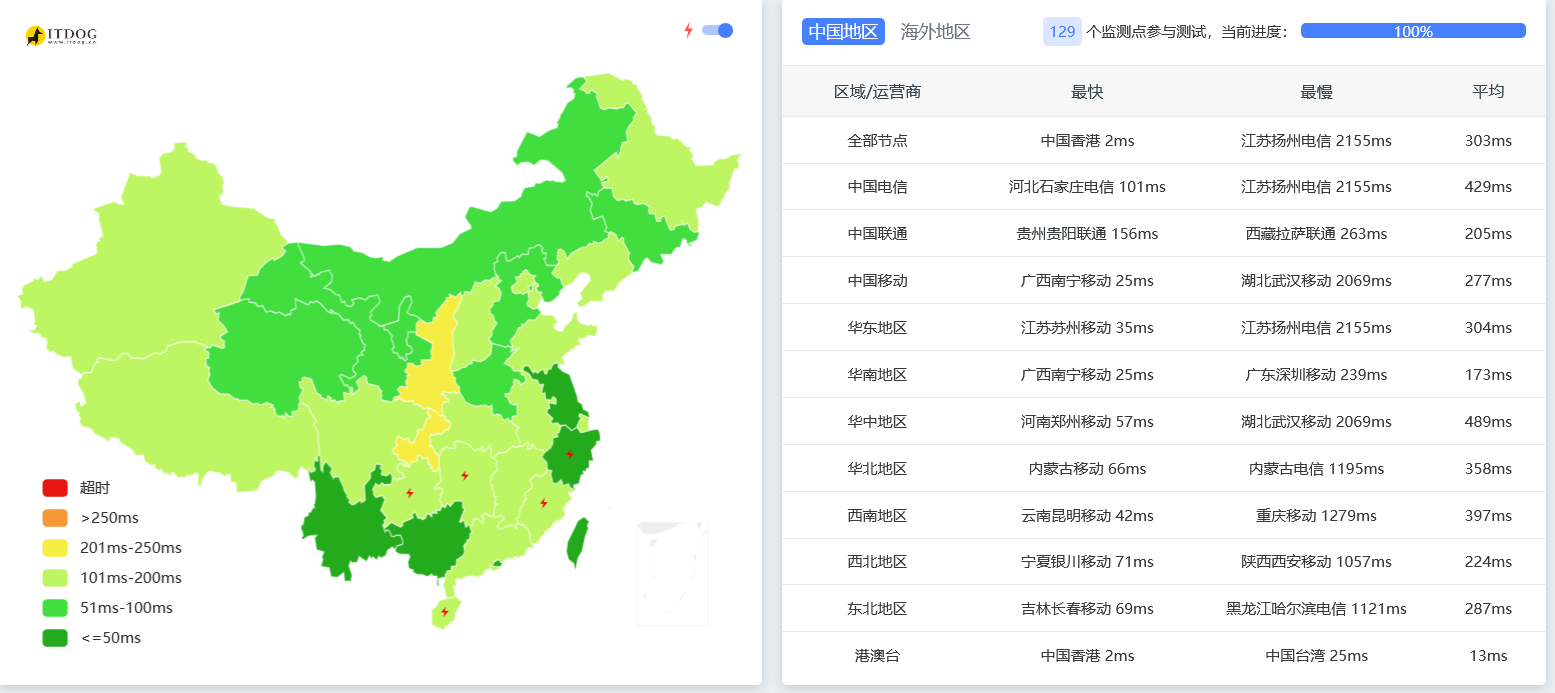 ITDOG
www.itdog.cn
超时
>250ms
201ms-250ms
101ms-200ms
51ms-100ms
<=50ms
中国地区 海外地区 129 个监测点参与测试，当前进度： 100%
区域/运营商 最快 最慢 平均
全部节点 中国香港 2ms 江苏扬州电信 2155ms 303ms
中国电信 河北石家庄电信 101ms 江苏扬州电信 2155ms 429ms
中国联通 贵州贵阳联通 156ms 西藏拉萨联通 263ms 205ms
中国移动 广西南宁移动 25ms 湖北武汉移动 2069ms 277ms
华东地区 江苏苏州移动 35ms 江苏扬州电信 2155ms 304ms
华南地区 广西南宁移动 25ms 广东深圳移动 239ms 173ms
华中地区 河南郑州移动 57ms 湖北武汉移动 2069ms 489ms
华北地区 内蒙古移动 66ms 内蒙古电信 1195ms 358ms
西南地区 云南昆明移动 42ms 重庆移动 1279ms 397ms
西北地区 宁夏银川移动 71ms 陕西西安移动 1057ms 224ms
东北地区 吉林长春移动 69ms 黑龙江哈尔滨电信 1121ms 287ms
港澳台 中国香港 2ms 中国台湾 25ms 13ms